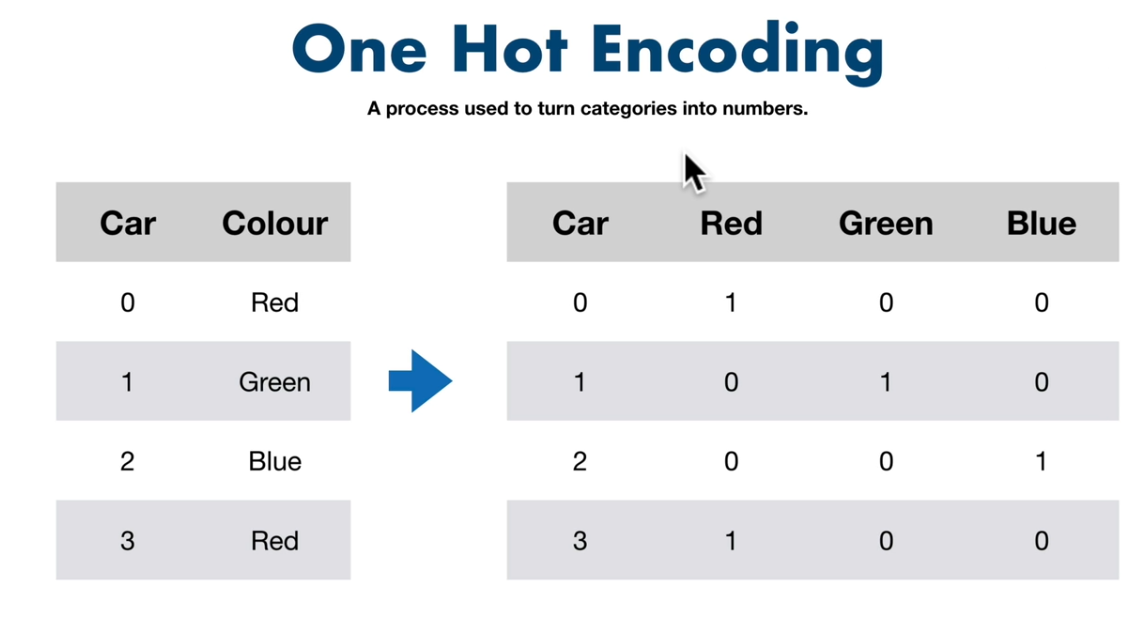 One Hot Encoding
A process used to turn categories into numbers.
Car Colour
0 Red
1 Green
2 Blue
3 Red
Car Red Green Blue
0 1 0 0
1 0 1 0
2 0 0 1
3 1 0 0